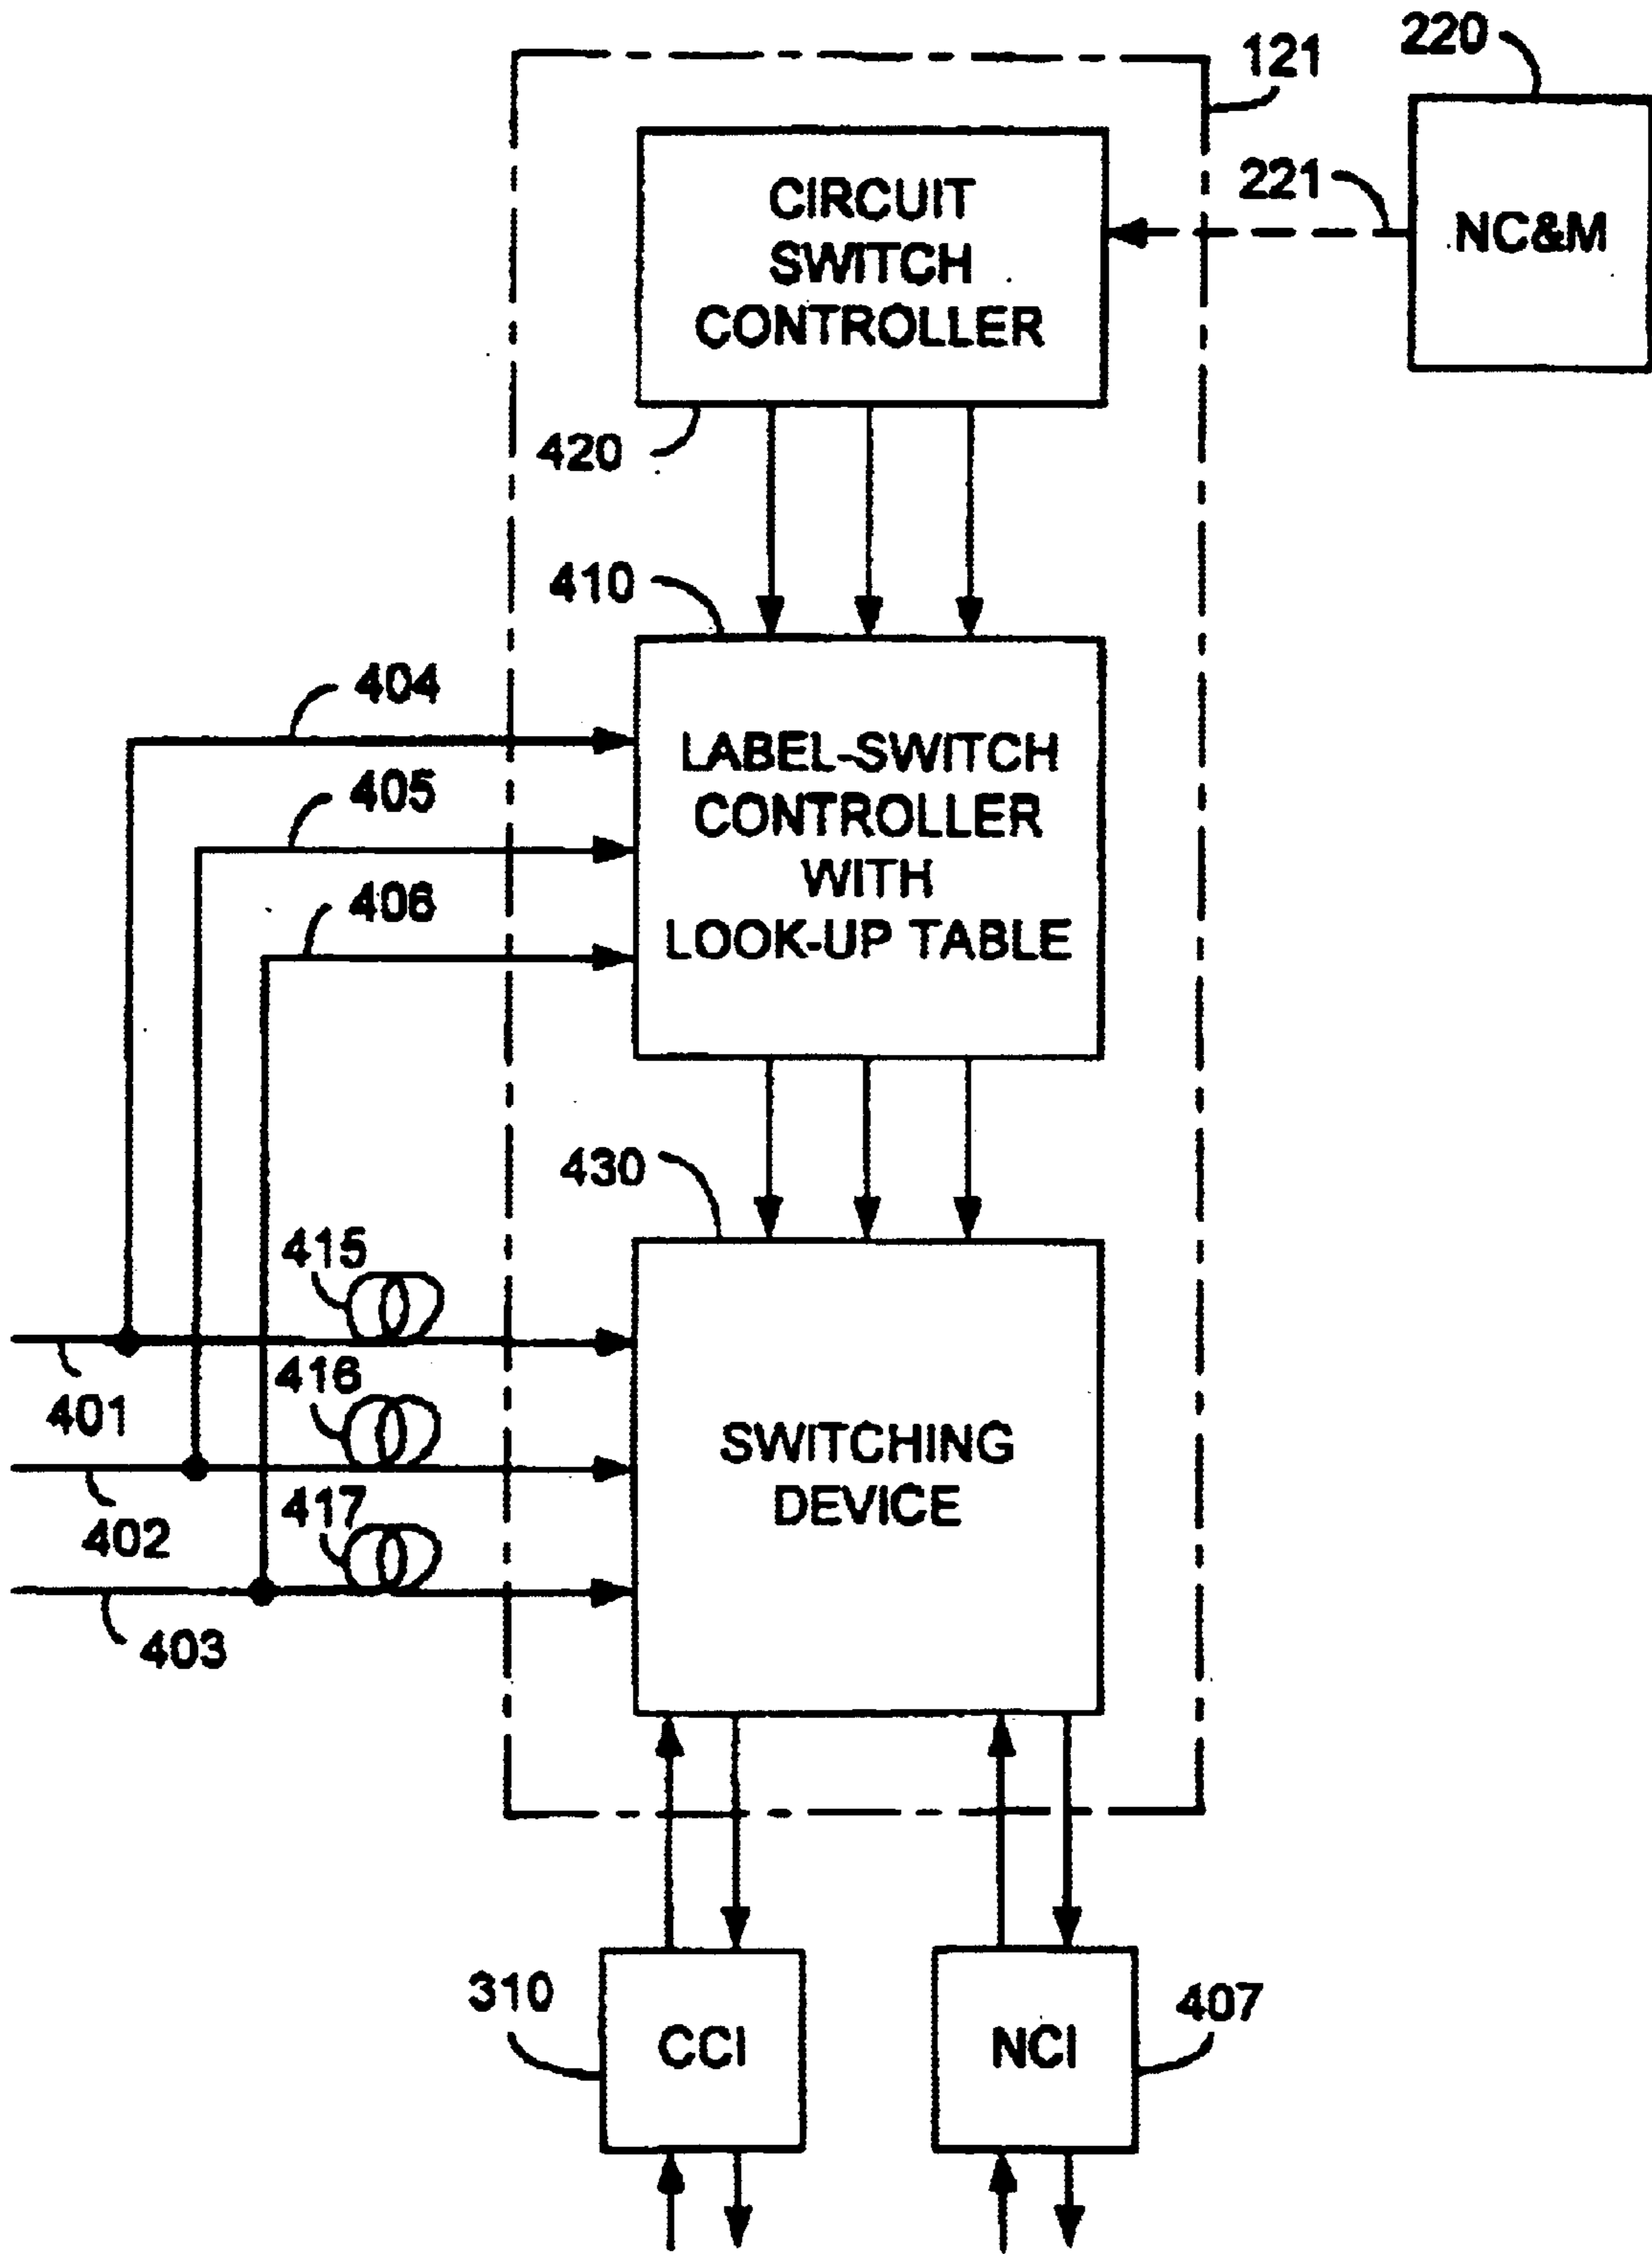 220
121
CIRCUIT
SWITCH
CONTROLLER
221
NC&M
420
410
404
LABEL-SWITCH
CONTROLLER
WITH
LOOK-UP TABLE
405
406
430
415
401
416
SWITCHING
DEVICE
402
417
403
310
CCI
NCI
407